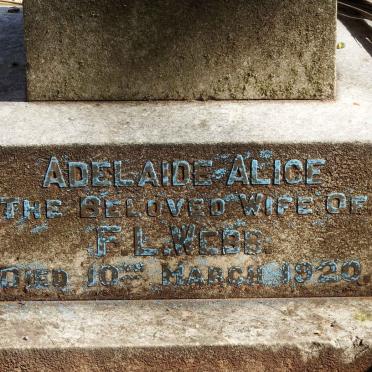 ADELAIDE ALICE
THE BELOVED WIFE OF
F L. WEBB
DIED 10TH MARCH 1920.